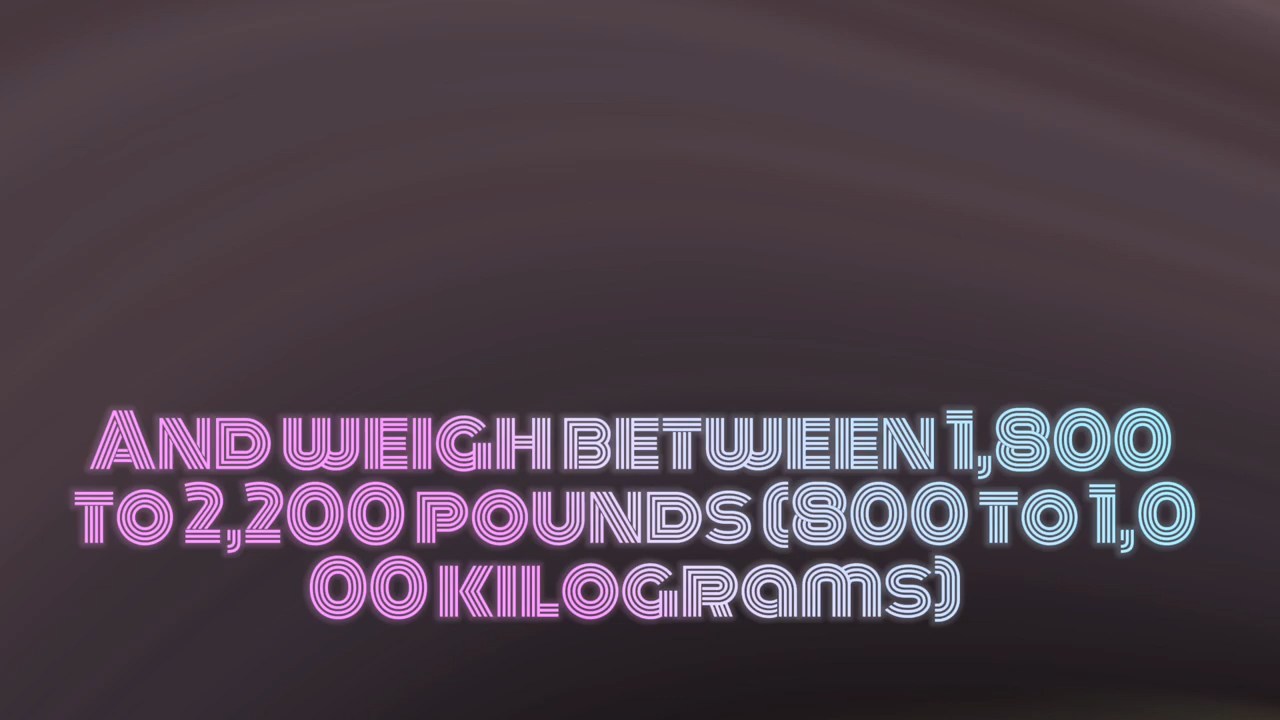 And weigh between 1,800
to 2,200 pounds (800 to 1,0
00 kilograms)